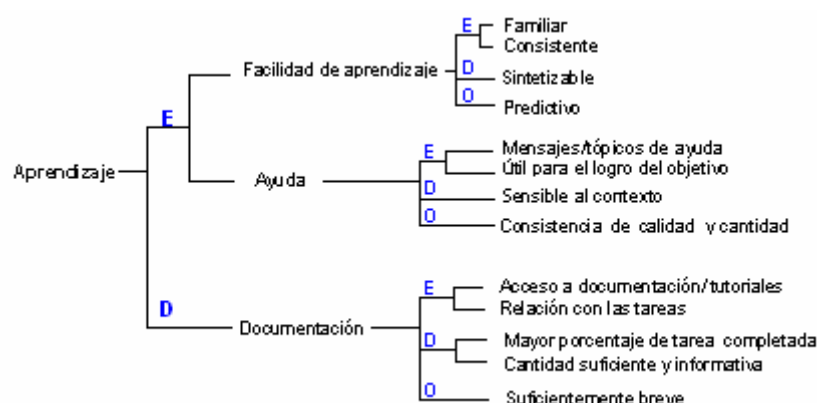 E Familiar
Consistente
Facilidad de aprendizaje
D Sintetizable
O Predictivo
E
Aprendizaje
E Mensajes/tópicos de ayuda
Útil para el logro del objetivo
Ayuda
D Sensible al contexto
O Consistencia de calidad y cantidad
D
E Acceso a documentación/tutoriales
Relación con las tareas
Documentación
D Mayor porcentaje de tarea completada
Cantidad suficiente y informativa
O Suficientemente breve